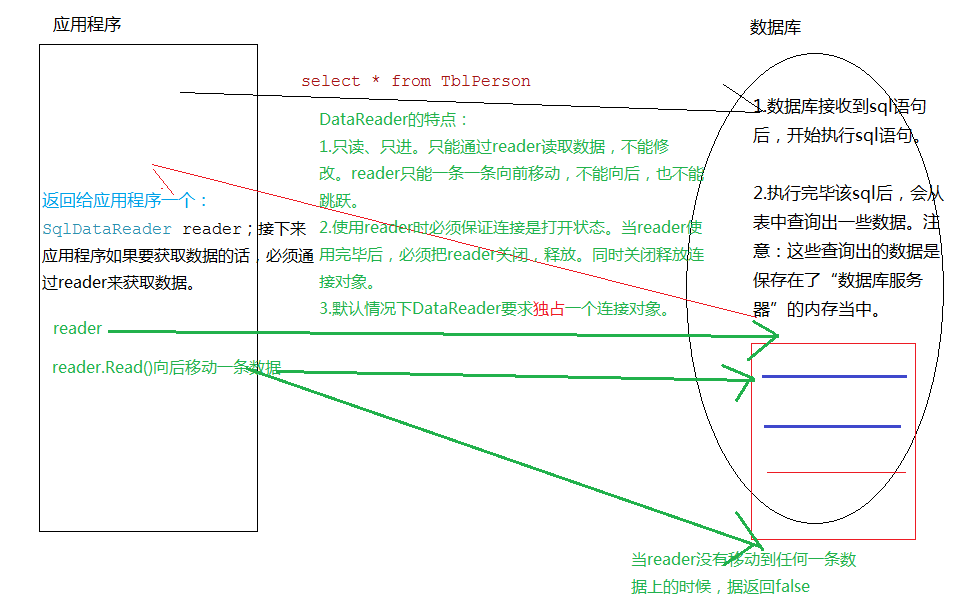 应用程序
数据库
select * from TblPerson
1.数据库接收到sql语句
后，开始执行sql语句。
DataReader的特点：
1.只读、只进。只能通过reader读取数据，不能修
改。reader只能一条一条向前移动，不能向后，也不能
跳跃。
2.使用reader时必须保证连接是打开状态。当reader使
用完毕后，必须把reader关闭，释放。同时关闭释放连
接对象。
3.默认情况下DataReader要求独占一个连接对象。
2.执行完毕该sql后，会从
表中查询出一些数据。注
意：这些查询出的数据是
保存在了“数据库服务
器”的内存当中。
返回给应用程序一个：
SqlDataReader reader；接下来
应用程序如果要获取数据的话，必须通
过reader来获取数据。
reader
reader.Read()向后移动一条数据
当reader没有移动到任何一条数
据上的时候，据返回false